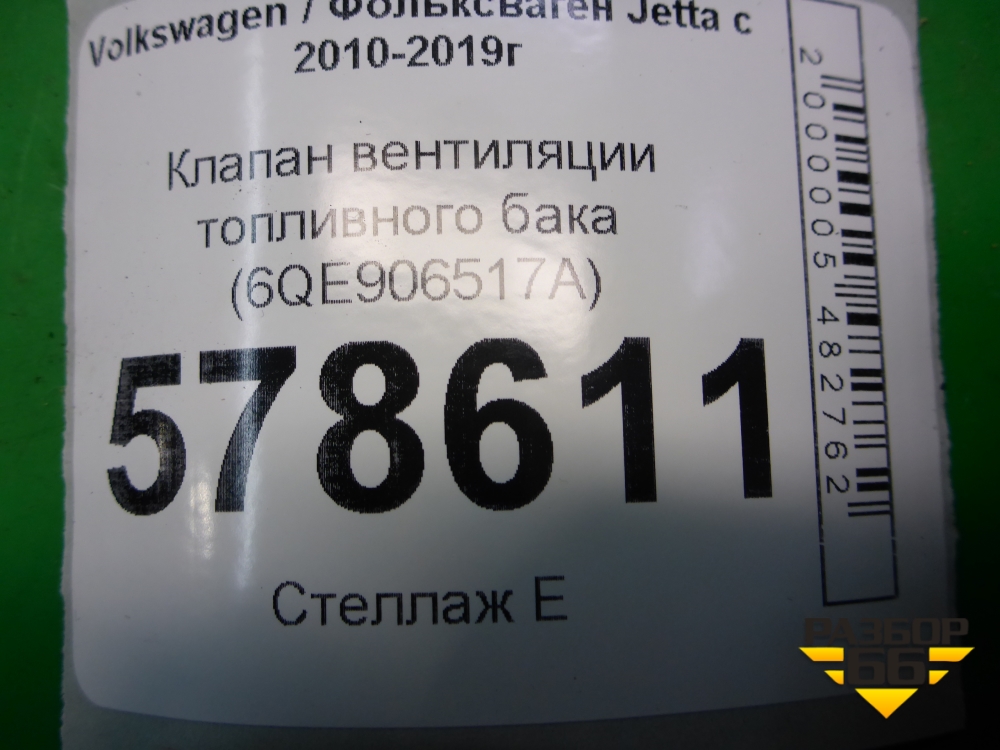 Volkswagen / Фольксваген Jetta с
2010-2019г
Клапан вентиляции
топливного бака
(6QE906517A)
578611
Стеллаж Е
2000005482762
РАЗБОР
66